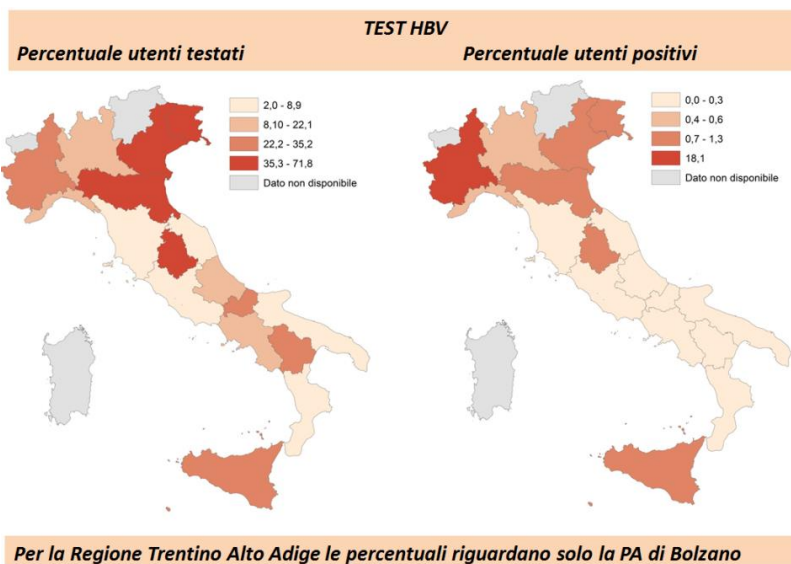 TEST HBV
Percentuale utenti testati
Percentuale utenti positivi
2,0 - 8,9
8,10 - 22,1
22,2 - 35,2
35,3 - 71,8
Dato non disponibile
0,0 - 0,3
0,4 - 0,6
0,7 - 1,3
18,1
Dato non disponibile
Per la Regione Trentino Alto Adige le percentuali riguardano solo la PA di Bolzano